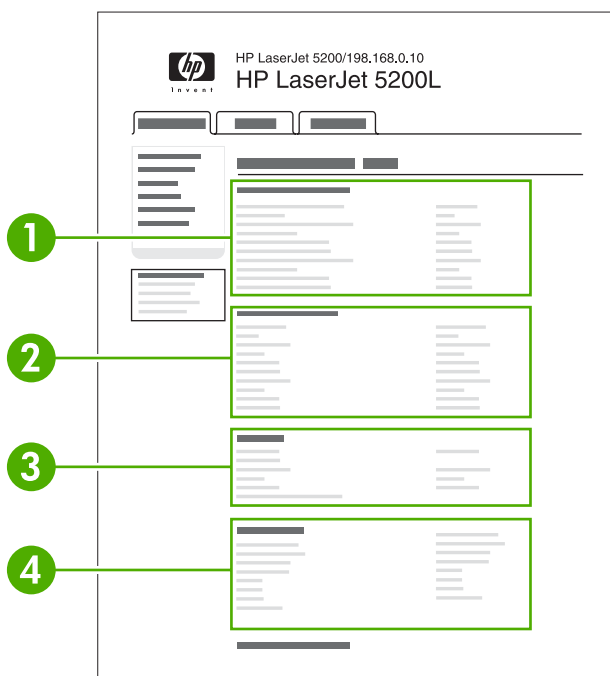 hp
invent
HP LaserJet 5200/198.168.0.10
HP LaserJet 5200L
1
2
3
4